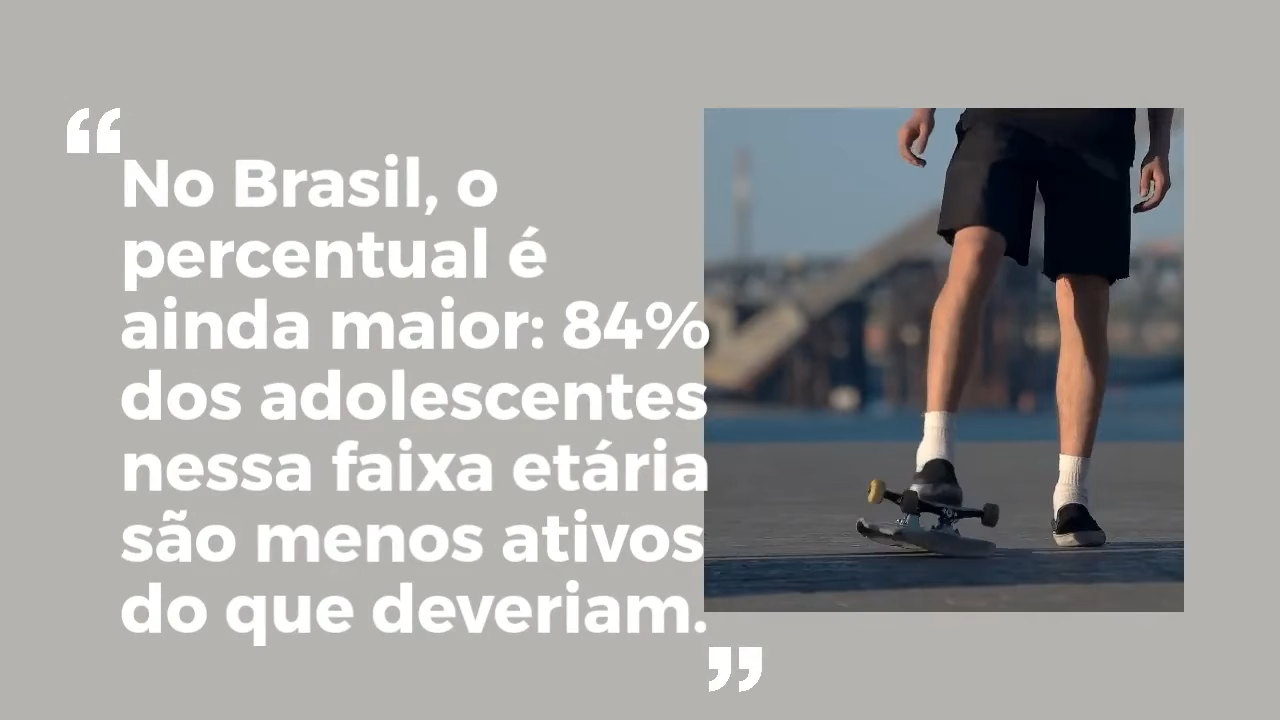 “
No Brasil, o
percentual é
ainda maior: 84%
dos adolescentes
nessa faixa etária
são menos ativos
do que deveriam.
”